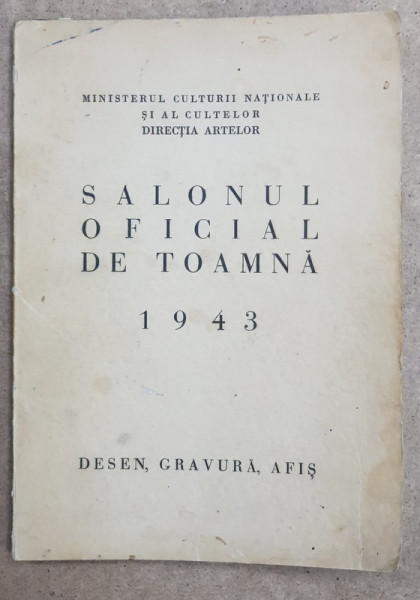 MINISTERUL CULTURII NAȚIONALE
ȘI AL CULTELOR
DIRECȚIA ARTELOR
SALONUL
OFICIAL
DE TOAMNĂ
1943
DESEN, GRAVURĂ, AFIȘ